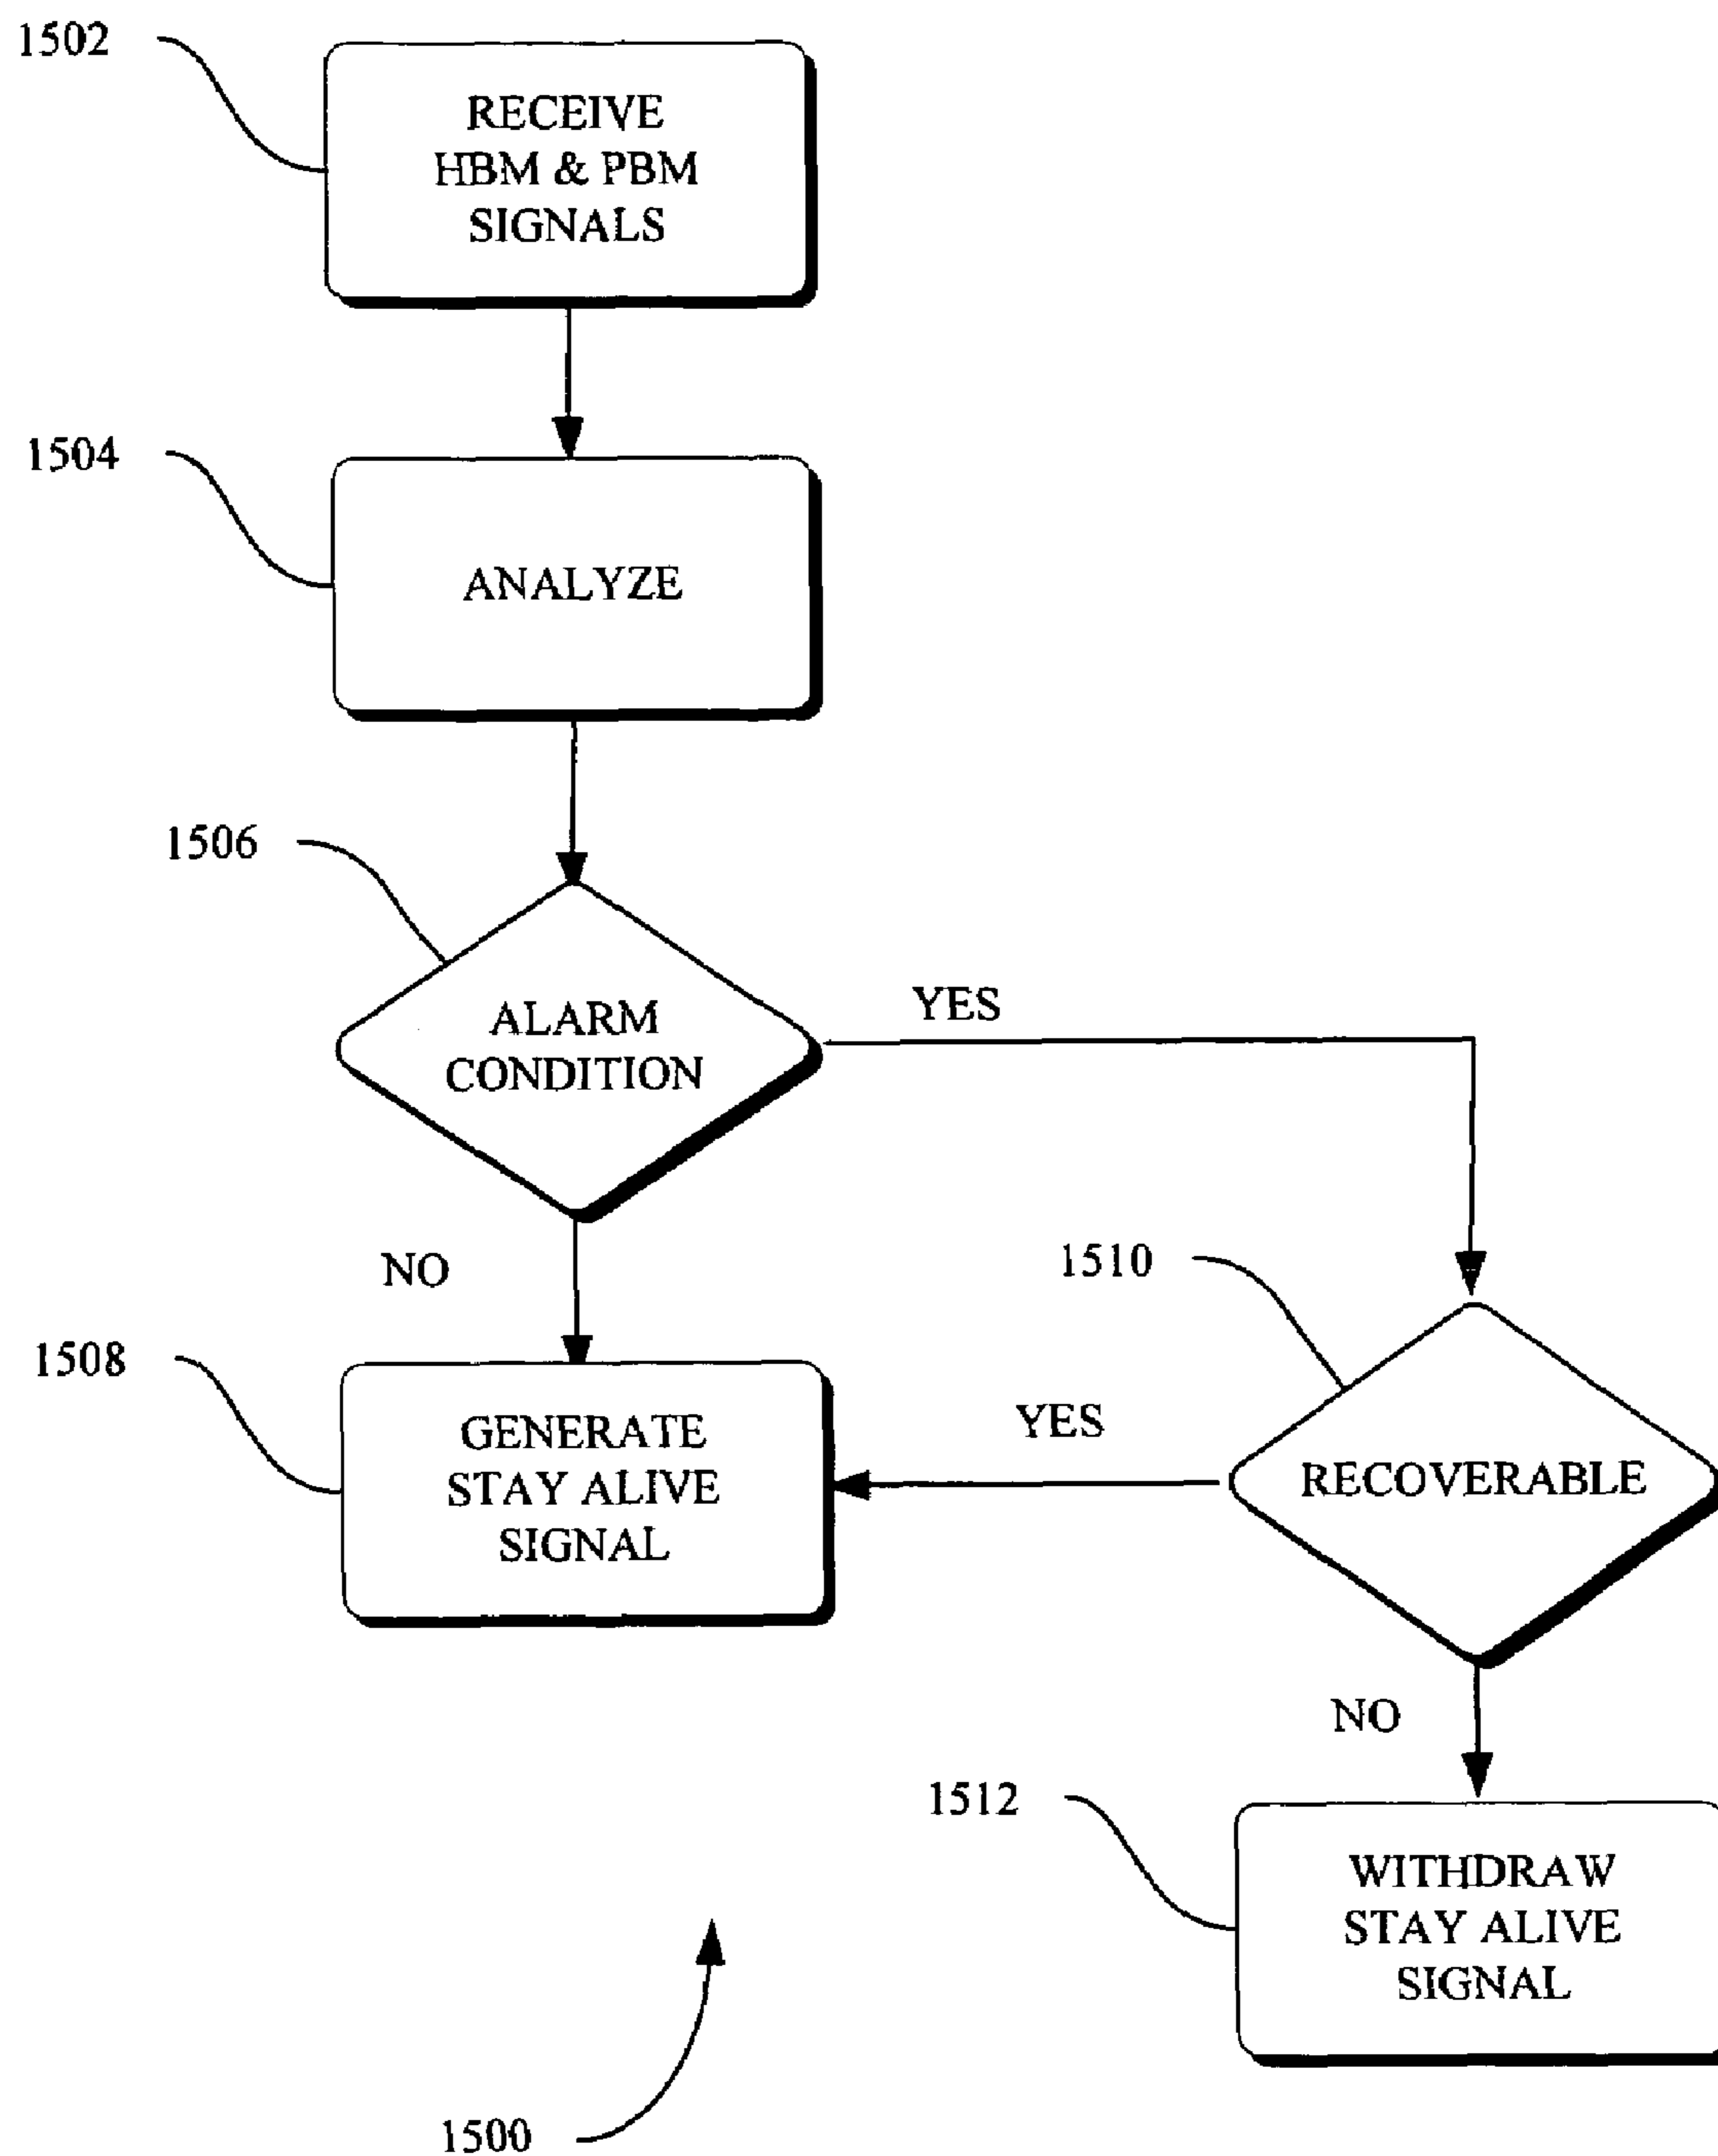 1502
RECEIVE
HBM & PBM
SIGNALS
1504
ANALYZE
1506
ALARM
CONDITION
YES
NO
1510
1508
GENERATE
STAY ALIVE
SIGNAL
YES
RECOVERABLE
NO
1512
WITHDRAW
STAY ALIVE
SIGNAL
1500